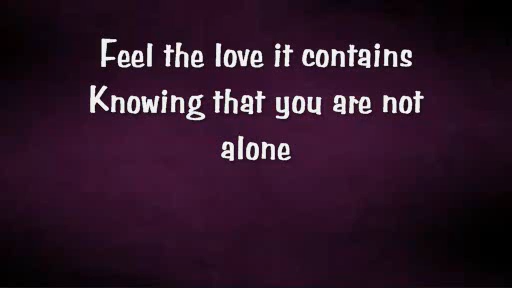 Feel the love it contains
Knowing that you are not
alone